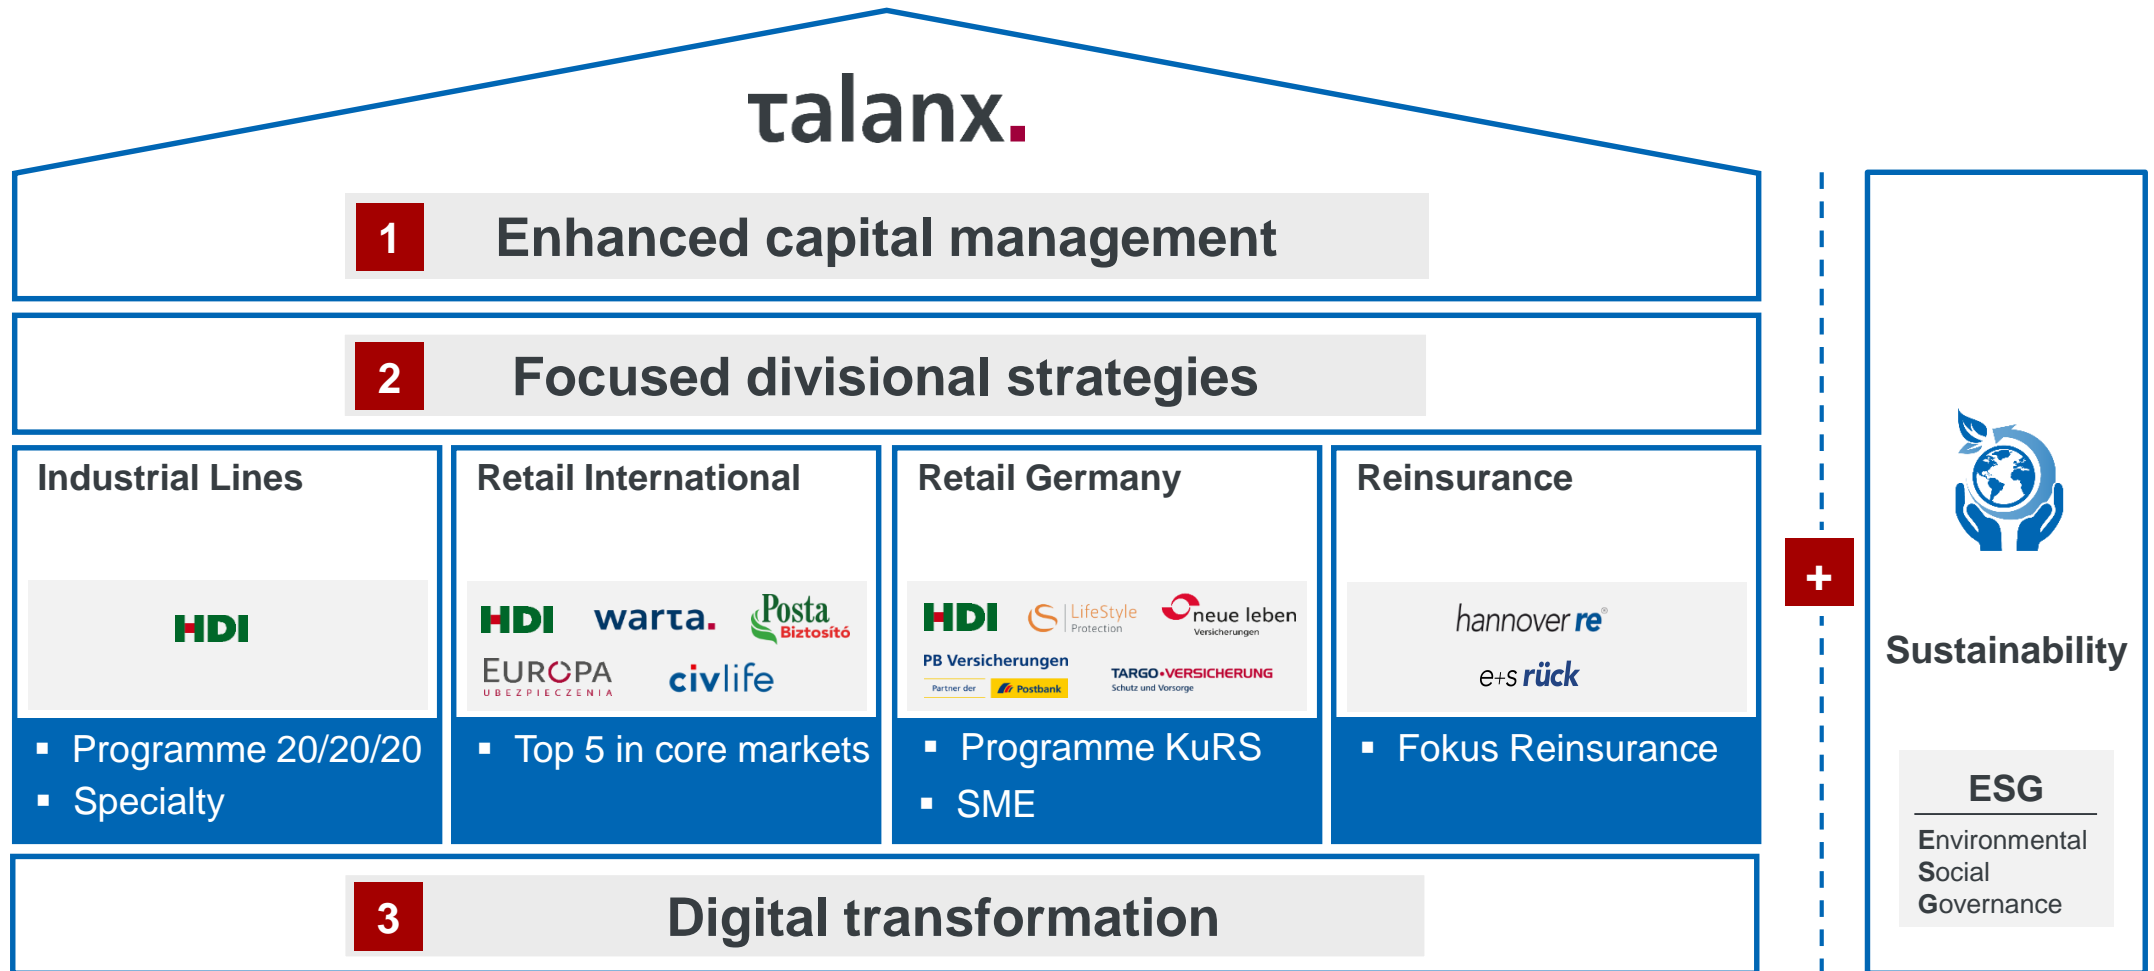 talanx.
1 Enhanced capital management
2 Focused divisional strategies
Industrial Lines
HDI
▪ Programme 20/20/20
▪ Specialty
Retail International
HDI warta. Posta Biztosító
EUROPA UBEZPIECZENIA civlife
▪ Top 5 in core markets
Retail Germany
HDI LifeStyle Protection neue leben Versicherungen
PB Versicherungen
Partner der Postbank
TARGO•VERSICHERUNG
Schutz und Vorsorge
▪ Programme KuRS
▪ SME
Reinsurance
hannover re®
e+s rück
▪ Fokus Reinsurance
3 Digital transformation
+
Sustainability
ESG
Environmental
Social
Governance